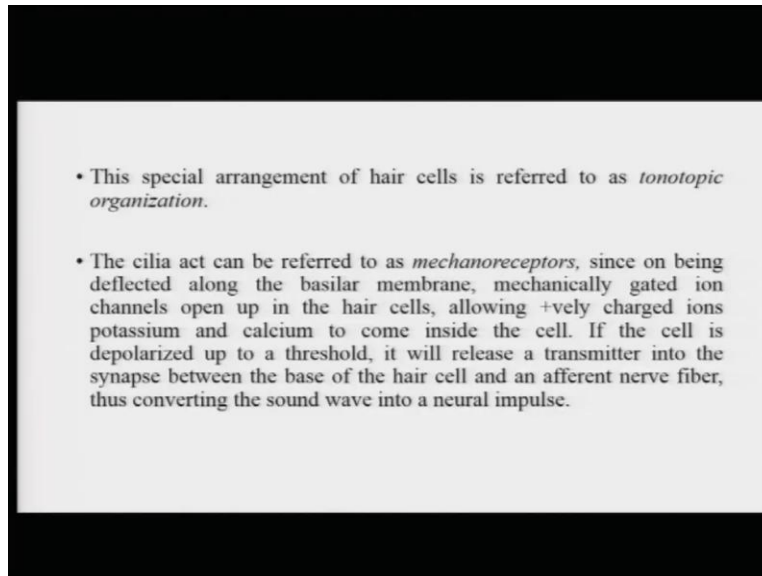 • This special arrangement of hair cells is referred to as tonotopic
organization.
• The cilia act can be referred to as mechanoreceptors, since on being
deflected along the basilar membrane, mechanically gated ion
channels open up in the hair cells, allowing +vely charged ions
potassium and calcium to come inside the cell. If the cell is
depolarized up to a threshold, it will release a transmitter into the
synapse between the base of the hair cell and an afferent nerve fiber,
thus converting the sound wave into a neural impulse.